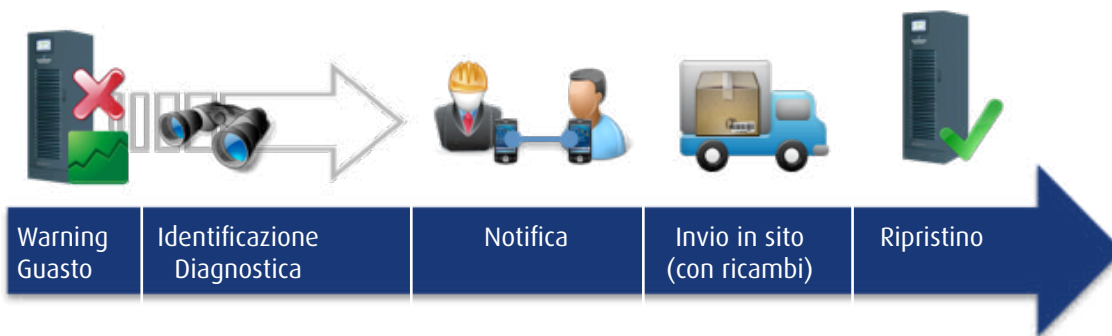 Warning
Guasto
Identificazione
Diagnostica
Notifica
Invio in sito
(con ricambi)
Ripristino